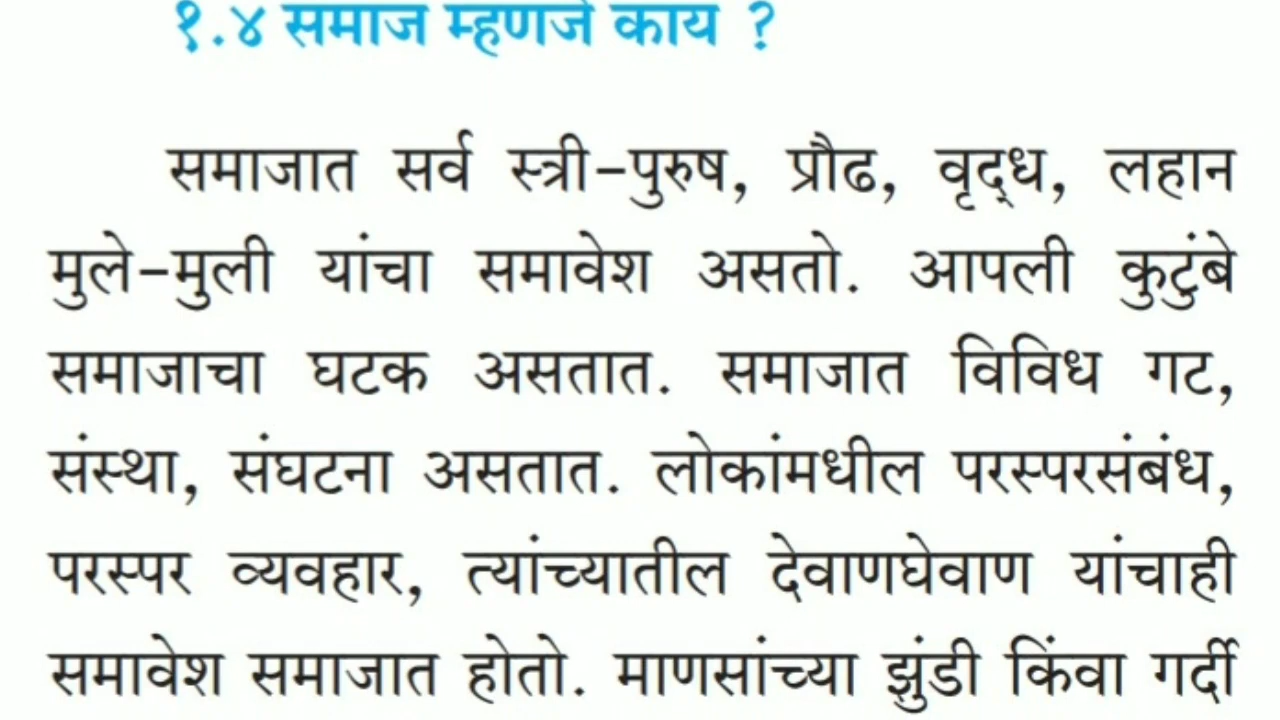 १.४ समाज म्हणजे काय ?
समाजात सर्व स्त्री-पुरुष, प्रौढ, वृद्‌ध, लहान
मुले-मुली यांचा समावेश असतो. आपली कुटुंबे
समाजाचा घटक असतात. समाजात विविध गट,
संस्था, संघटना असतात. लोकांमधील परस्परसंबंध,
परस्पर व्यवहार, त्यांच्यातील देवाणघेवाण यांचाही
समावेश समाजात होतो. माणसांच्या झुंडी किंवा गर्दी